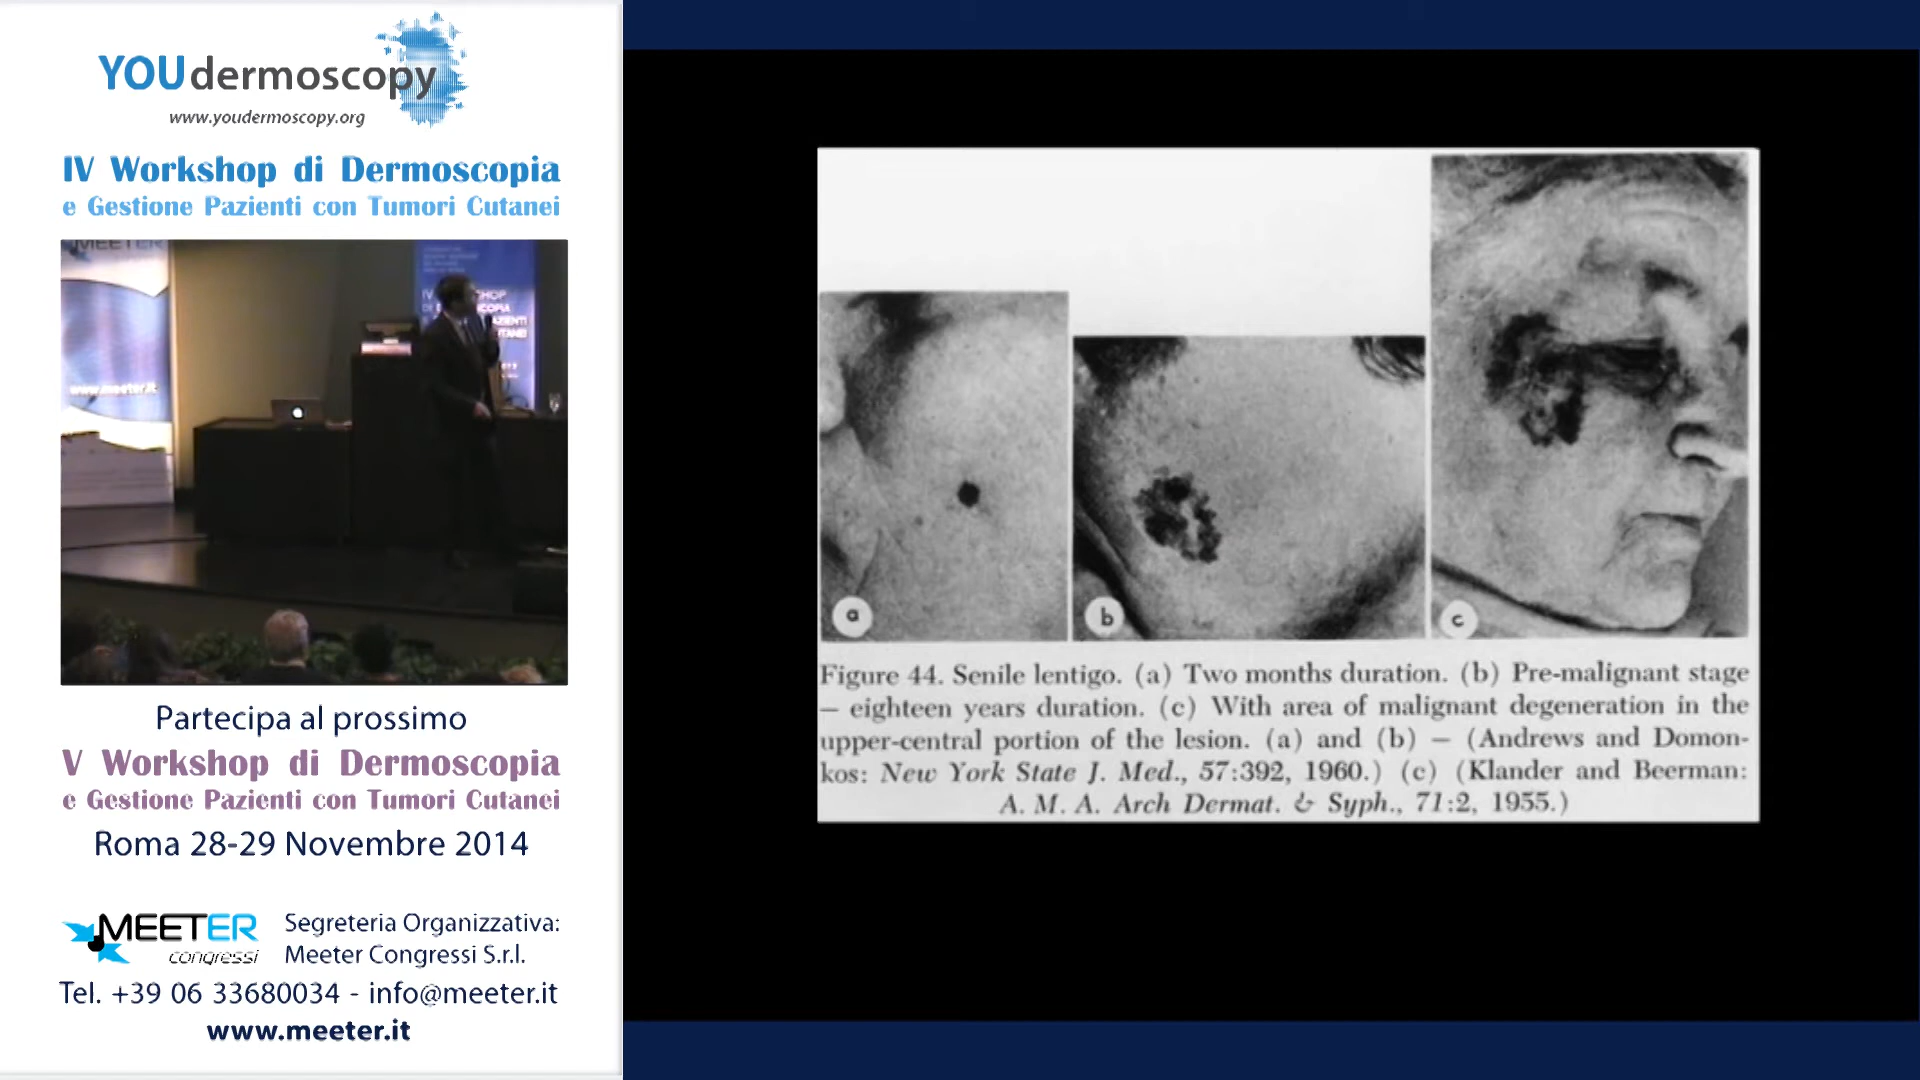 YOUdermoscopy
www.youdermoscopy.org
IV Workshop di Dermoscopia
e Gestione Pazienti con Tumori Cutanei
MEETER
www.meeter.it
Partecipa al prossimo
V Workshop di Dermoscopia
e Gestione Pazienti con Tumori Cutanei
Roma 28-29 Novembre 2014
MEETER
congressi
Segreteria Organizzativa:
Meeter Congressi S.r.l.
Tel. +39 06 33680034 - info@meeter.it
www.meeter.it
a
b
c
Figure 44. Senile lentigo. (a) Two months duration. (b) Pre-malignant stage
— eighteen years duration. (c) With area of malignant degeneration in the
upper-central portion of the lesion. (a) and (b) — (Andrews and Domon-
kos: New York State J. Med., 57:392, 1960.) (c) (Klander and Beerman:
A. M. A. Arch Dermat. & Syph., 71:2, 1955.)